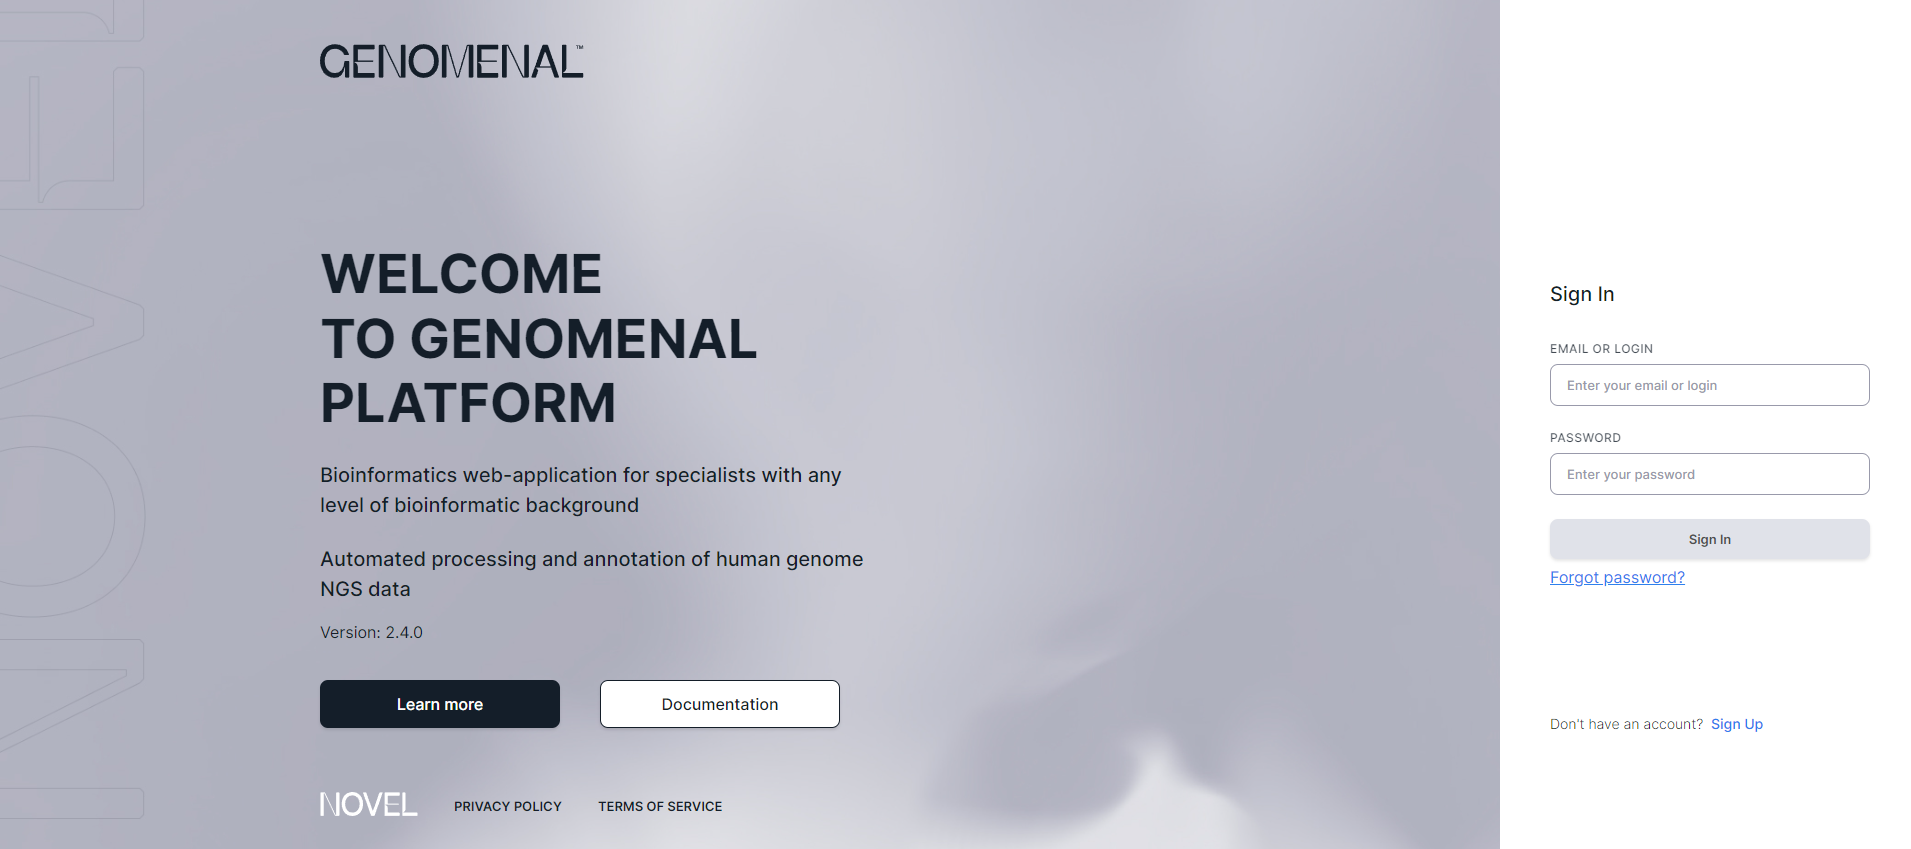 GENOMENAL™
WELCOME
TO GENOMENAL
PLATFORM
Bioinformatics web-application for specialists with any
level of bioinformatic background
Automated processing and annotation of human genome
NGS data
Version: 2.4.0
Learn more
Documentation
NOVEL
PRIVACY POLICY
TERMS OF SERVICE
NOVEL
Sign In
EMAIL OR LOGIN
Enter your email or login
PASSWORD
Enter your password
Sign In
Forgot password?
Don't have an account? Sign Up